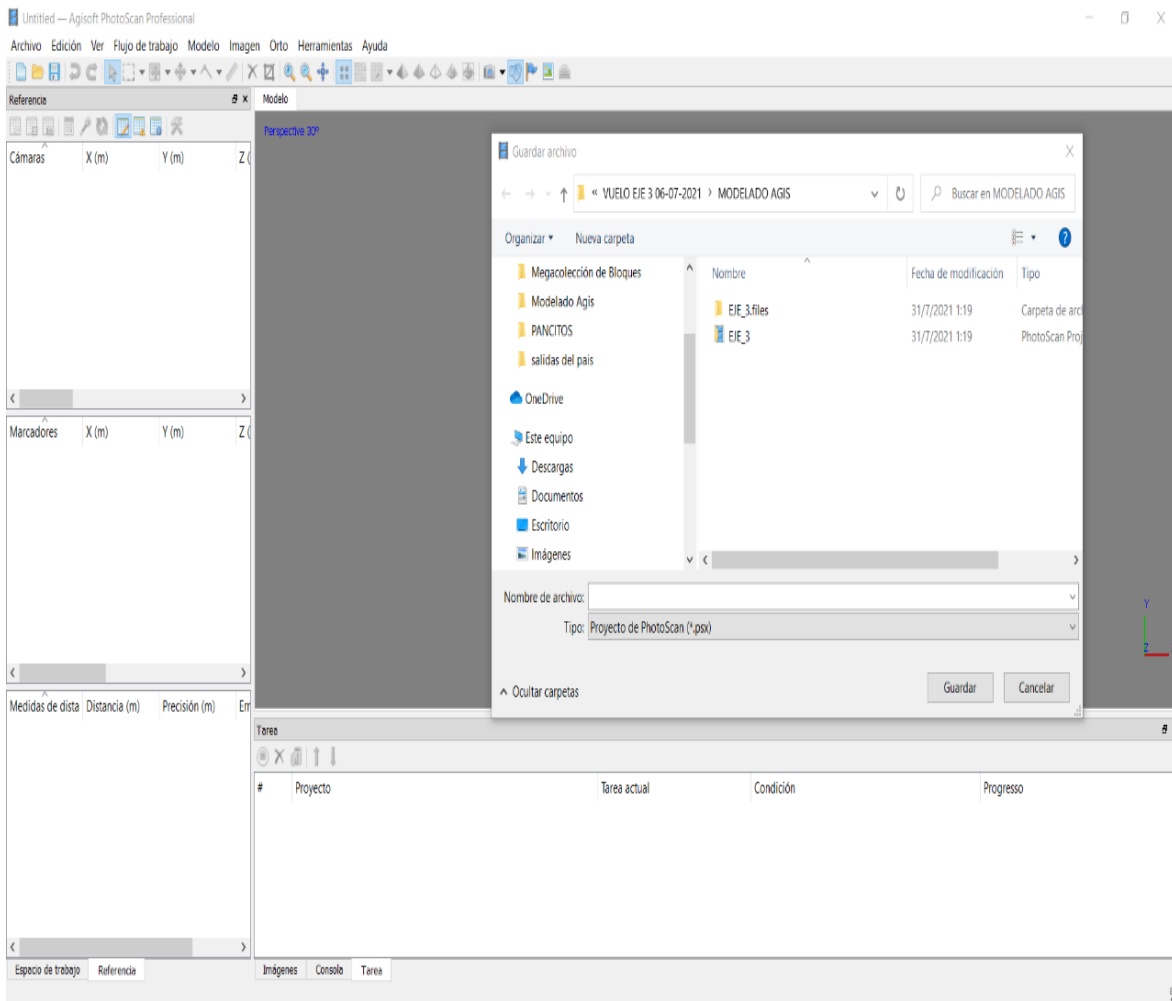 Untitled — Agisoft PhotoScan Professional
Archivo Edición Ver Flujo de trabajo Modelo Imagen Orto Herramientas Ayuda
Referencia
Modelo
Perspective 30º
Cámaras X (m) Y (m) Z (
Marcadores X (m) Y (m) Z (
Medidas de dista Distancia (m) Precisión (m) Err
Espacio de trabajo Referencia
Guardar archivo
« VUELO EJE 3 06-07-2021 > MODELADO AGIS
Buscar en MODELADO AGIS
Organizar Nueva carpeta
Megacolección de Bloques
Modelado Agis
PANCITOS
salidas del pais
OneDrive
Este equipo
Descargas
Documentos
Escritorio
Imágenes
Nombre Fecha de modificación Tipo
EJE_3.files 31/7/2021 1:19 Carpeta de arcl
EJE_3 31/7/2021 1:19 PhotoScan Proj
Nombre de archivo:
Tipo: Proyecto de PhotoScan (*.psx)
Ocultar carpetas
Guardar Cancelar
Y
Z
Tarea
# Proyecto Tarea actual Condición Progresso
Imágenes Consola Tarea